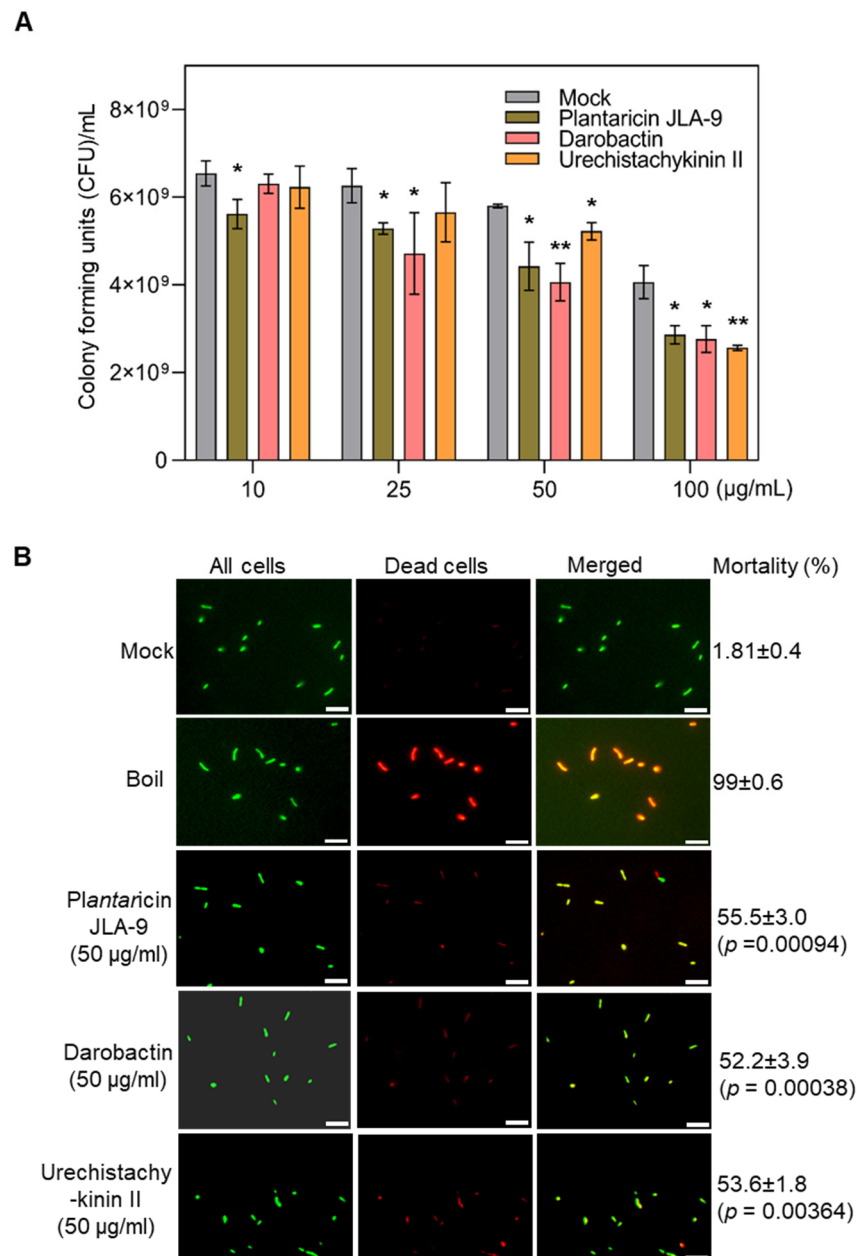 A
Colony forming units (CFU)/mL
8×10⁹
6×10⁹
4×10⁹
2×10⁹
0
Mock
Plantaricin JLA-9
Darobactin
Urechistachykinin II
*
*
*
*
**
*
*
*
**
10 25 50 100 (µg/mL)
B
All cells Dead cells Merged Mortality (%)
Mock
1.81±0.4
Boil
99±0.6
Plantaricin
JLA-9
(50 µg/ml)
55.5±3.0
(p =0.00094)
Darobactin
(50 µg/ml)
52.2±3.9
(p = 0.00038)
Urechistachy
-kinin II
(50 µg/ml)
53.6±1.8
(p = 0.00364)